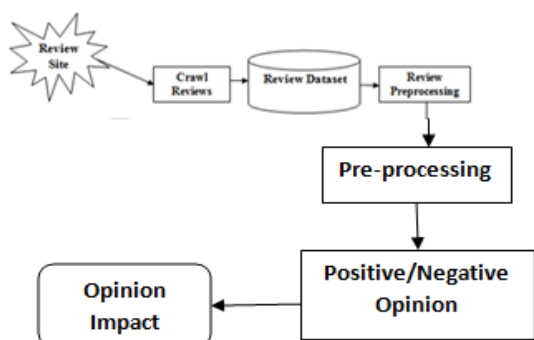 Review
Site
Crawl
Reviews
Review Dataset
Review
Preprocessing
Pre-processing
Positive/Negative
Opinion
Opinion
Impact